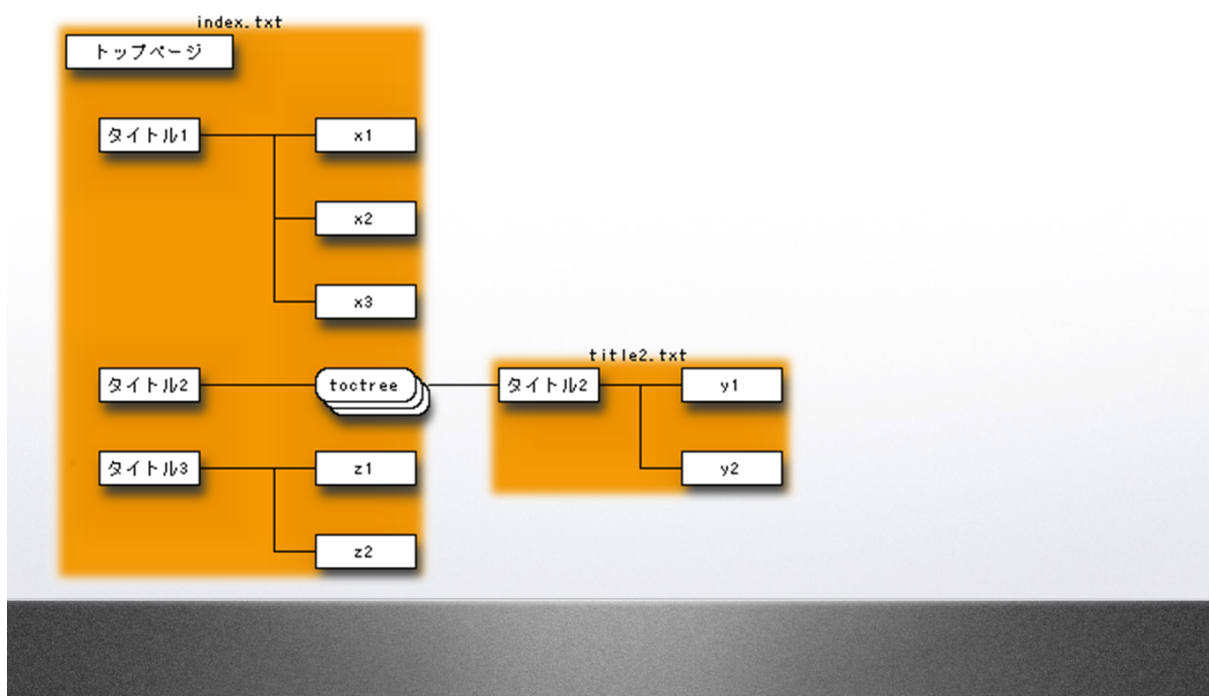 index.txt
トップページ
タイトル1
x1
x2
x3
title2.txt
タイトル2
toctree
タイトル2
y1
タイトル3
z1
y2
z2